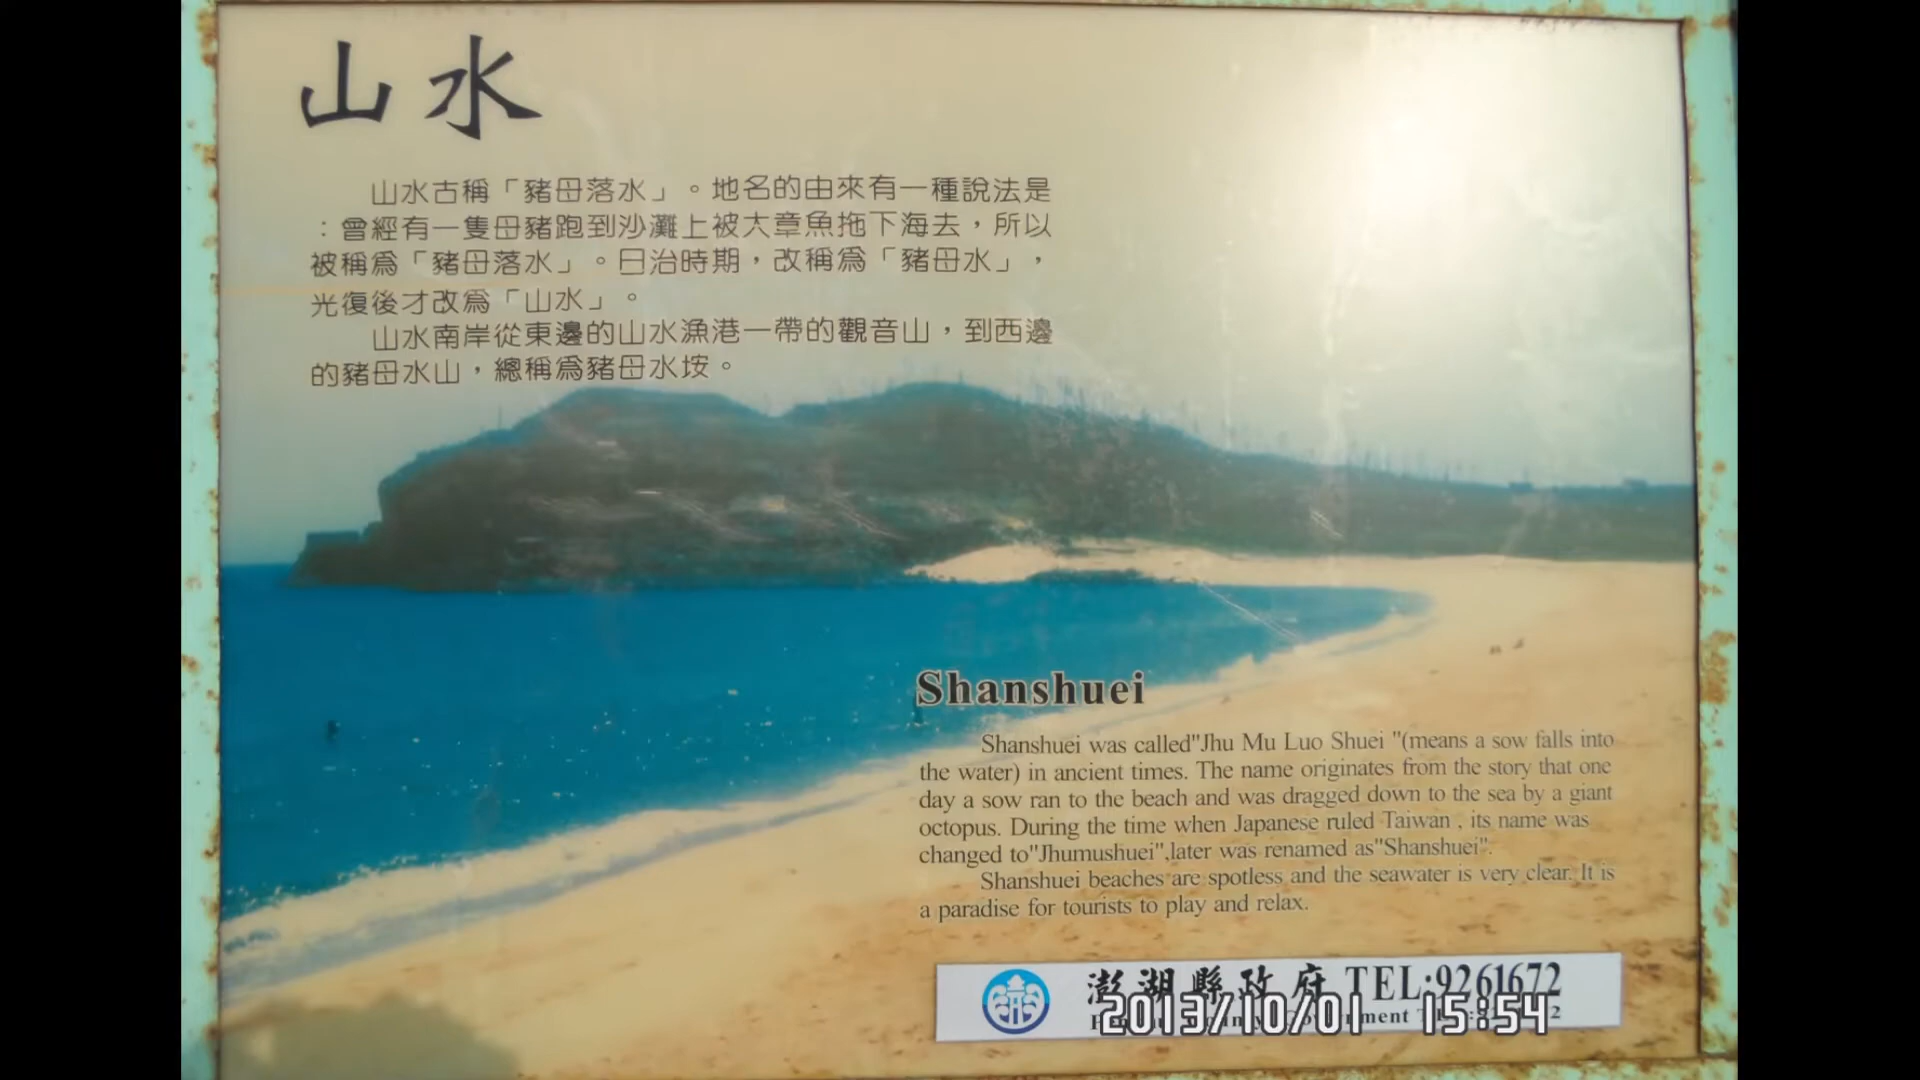 山水
山水古稱「豬母落水」。地名的由來有一種說法是
：曾經有一隻母豬跑到沙灘上被大章魚拖下海去，所以
被稱為「豬母落水」。日治時期，改稱為「豬母水」，
光復後才改為「山水」。
山水南岸從東邊的山水漁港一帶的觀音山，到西邊
的豬母水山，總稱為豬母水垵。
Shanshuei
Shanshuei was called"Jhu Mu Luo Shuei "(means a sow falls into
the water) in ancient times. The name originates from the story that one
day a sow ran to the beach and was dragged down to the sea by a giant
octopus. During the time when Japanese ruled Taiwan , its name was
changed to"Jhumushuei",later was renamed as"Shanshuei".
Shanshuei beaches are spotless and the seawater is very clear. It is
a paradise for tourists to play and relax.
澎湖縣政府 TEL:9261672
2013/10/01 15:54